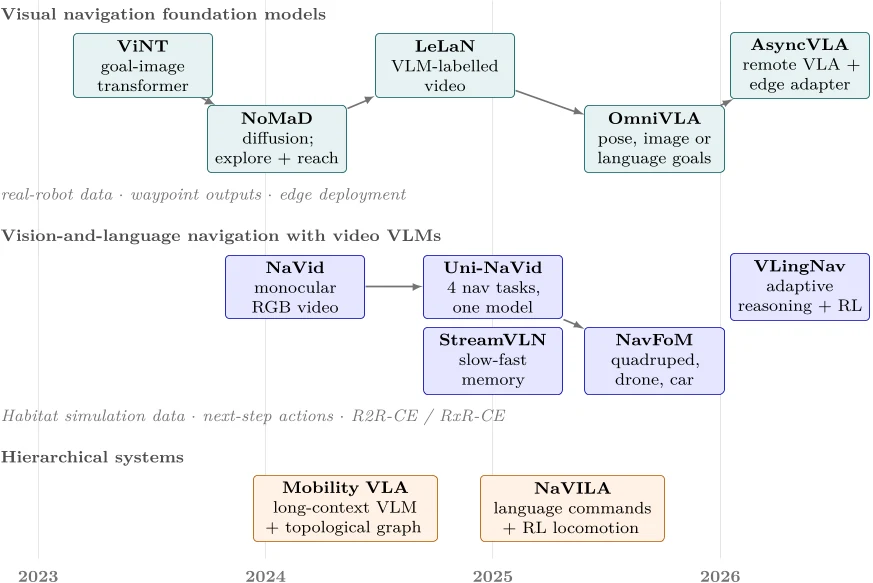 Visual navigation foundation models
ViNT
goal-image
transformer
LeLaN
VLM-labelled
video
AsyncVLA
remote VLA +
edge adapter
NoMaD
diffusion;
explore + reach
OmniVLA
pose, image or
language goals
real-robot data · waypoint outputs · edge deployment
Vision-and-language navigation with video VLMs
NaVid
monocular
RGB video
Uni-NaVid
4 nav tasks,
one model
VLingNav
adaptive
reasoning + RL
StreamVLN
slow-fast
memory
NavFoM
quadruped,
drone, car
Habitat simulation data · next-step actions · R2R-CE / RxR-CE
Hierarchical systems
Mobility VLA
long-context VLM
+ topological graph
NaVILA
language commands
+ RL locomotion
2023
2024
2025
2026